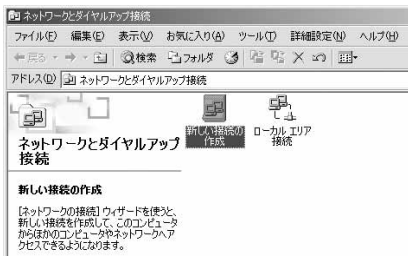 ネットワークとダイヤルアップ接続
ファイル(F) 編集(E) 表示(V) お気に入り(A) ツール(T) 詳細設定(N) ヘルプ(H)
戻る 検索 フォルダ
アドレス(D) ネットワークとダイヤルアップ接続
ネットワークとダイヤルアップ
接続
新しい接続の
作成
ローカル エリア
接続
新しい接続の作成
[ネットワークの接続] ウィザードを使うと、
新しい接続を作成して、このコンピュータ
からほかのコンピュータやネットワークへア
クセスできるようになります。